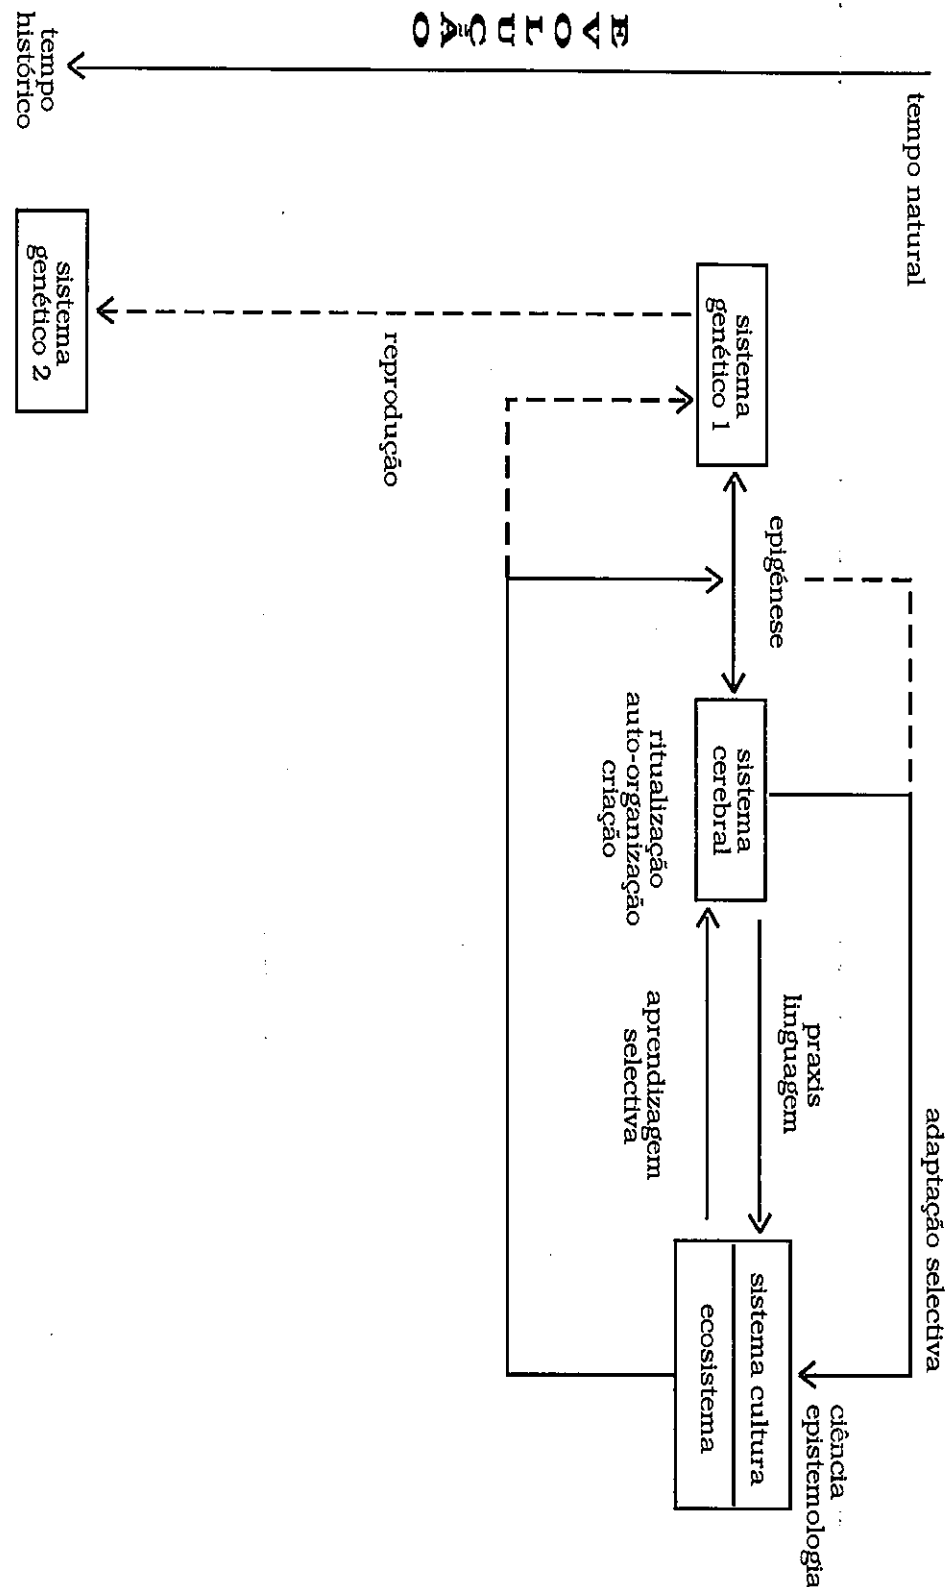 tempo natural
EVOLUÇÃO
tempo
histórico
adaptação selectiva
ciência
epistemologia
sistema
genético 1
epigénese
sistema
cerebral
praxis
linguagem
sistema cultura
ecosistema
ritualização
auto-organização
criação
aprendizagem
selectiva
reprodução
sistema
genético 2